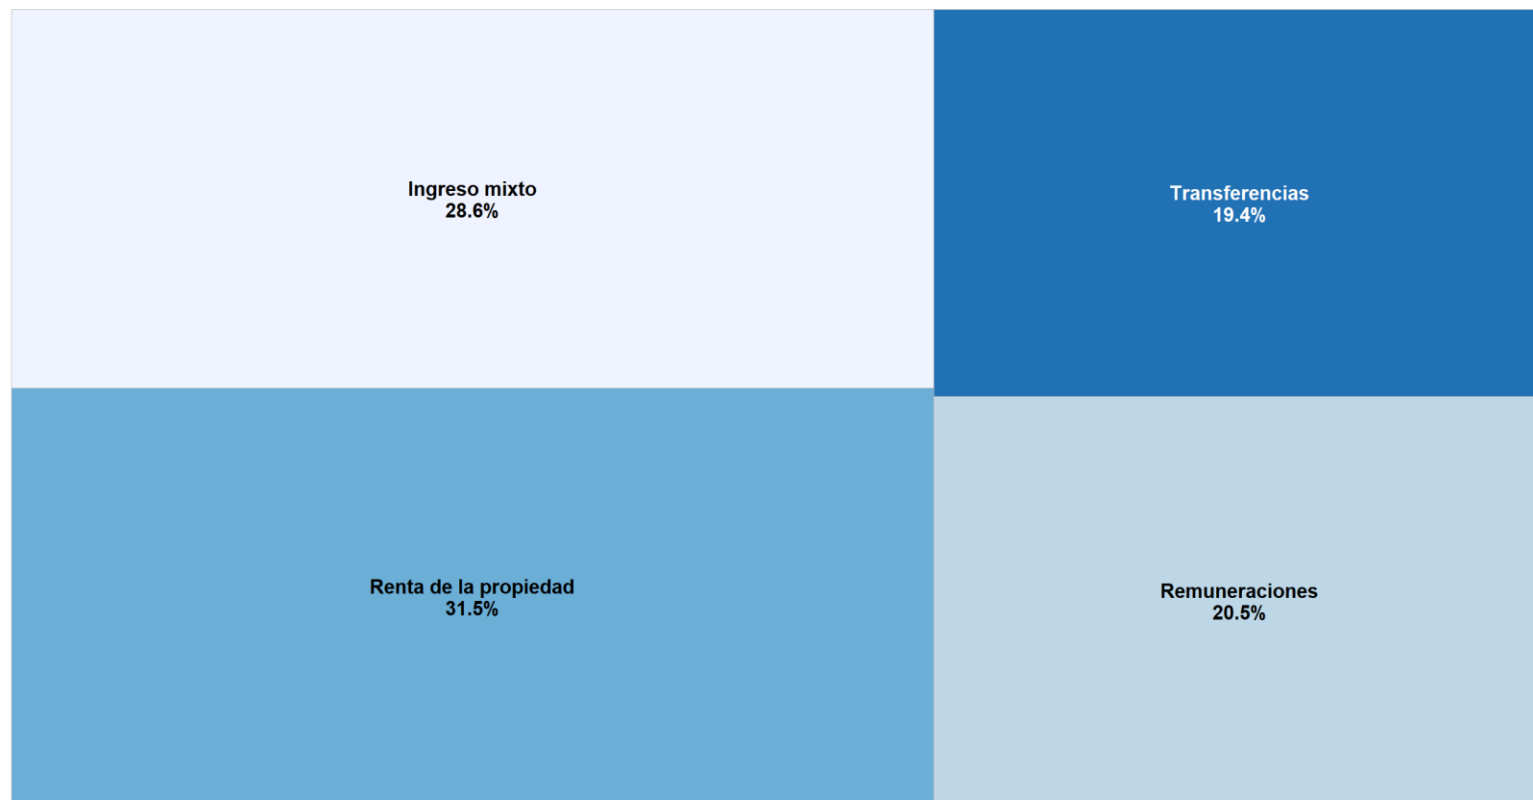 Ingreso mixto
28.6%
Transferencias
19.4%
Renta de la propiedad
31.5%
Remuneraciones
20.5%